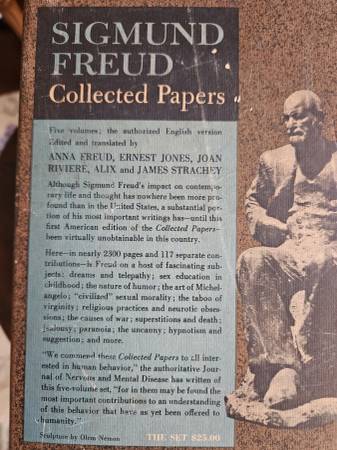 SIGMUND
FREUD
Collected Papers
Five volumes; the authorized English version
Edited and translated by
ANNA FREUD, ERNEST JONES, JOAN
RIVIERE, ALIX and JAMES STRACHEY
Although Sigmund Freud's impact on contempo-
rary life and thought has nowhere been more pro-
found than in the United States, a substantial por-
tion of his most important writings has—until this
first American edition of the Collected Papers—
been virtually unobtainable in this country.
Here—in nearly 2300 pages and 117 separate con-
tributions—is Freud on a host of fascinating sub-
jects: dreams and telepathy; sex education in
childhood; the nature of humor; the art of Michel-
angelo; "civilized" sexual morality; the taboo of
virginity; religious practices and neurotic obses-
sions; the causes of war; superstitions and death;
jealousy; paranoia; the uncanny; hypnotism and
suggestion; and more.
"We commend these Collected Papers to all inter-
ested in human behavior," the authoritative Jour-
nal of Nervous and Mental Disease has written of
this five-volume set, "for in them may be found the
most important contributions to an understanding
of this behavior that have as yet been offered to
humanity."
Sculpture by Olem Nemon
THE SET $25.00